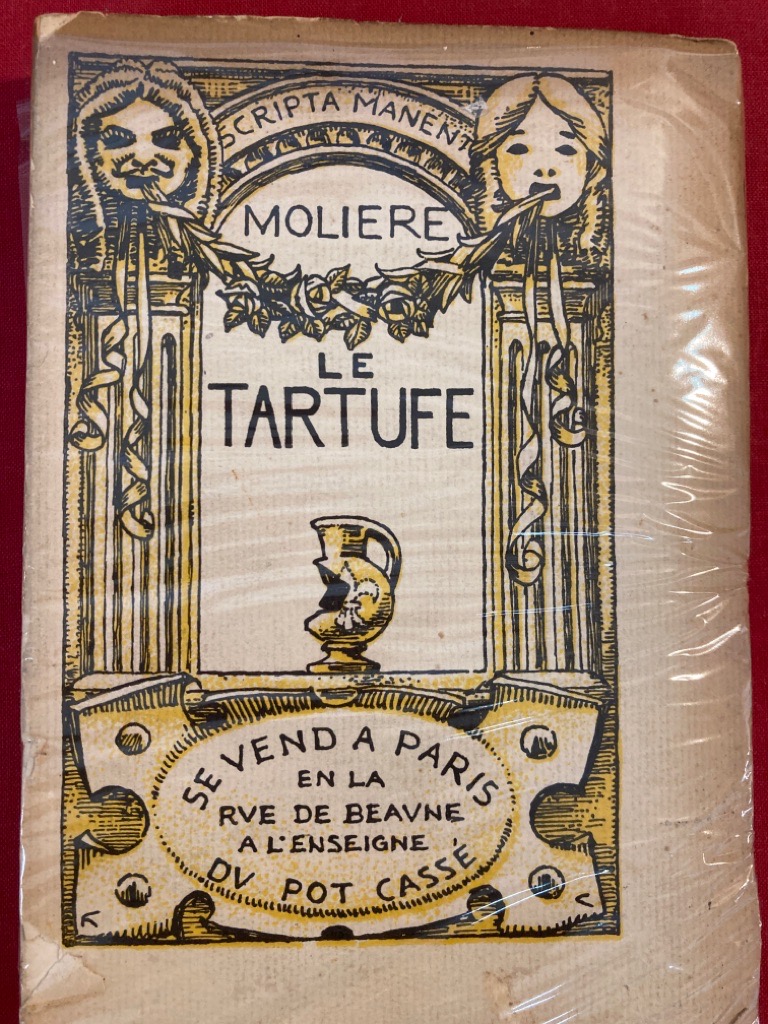 SCRIPTA MANENT
MOLIERE
LE
TARTUFE
SE VEND A PARIS
EN LA
RVE DE BEAVNE
A L'ENSEIGNE
DV POT CASSÉ